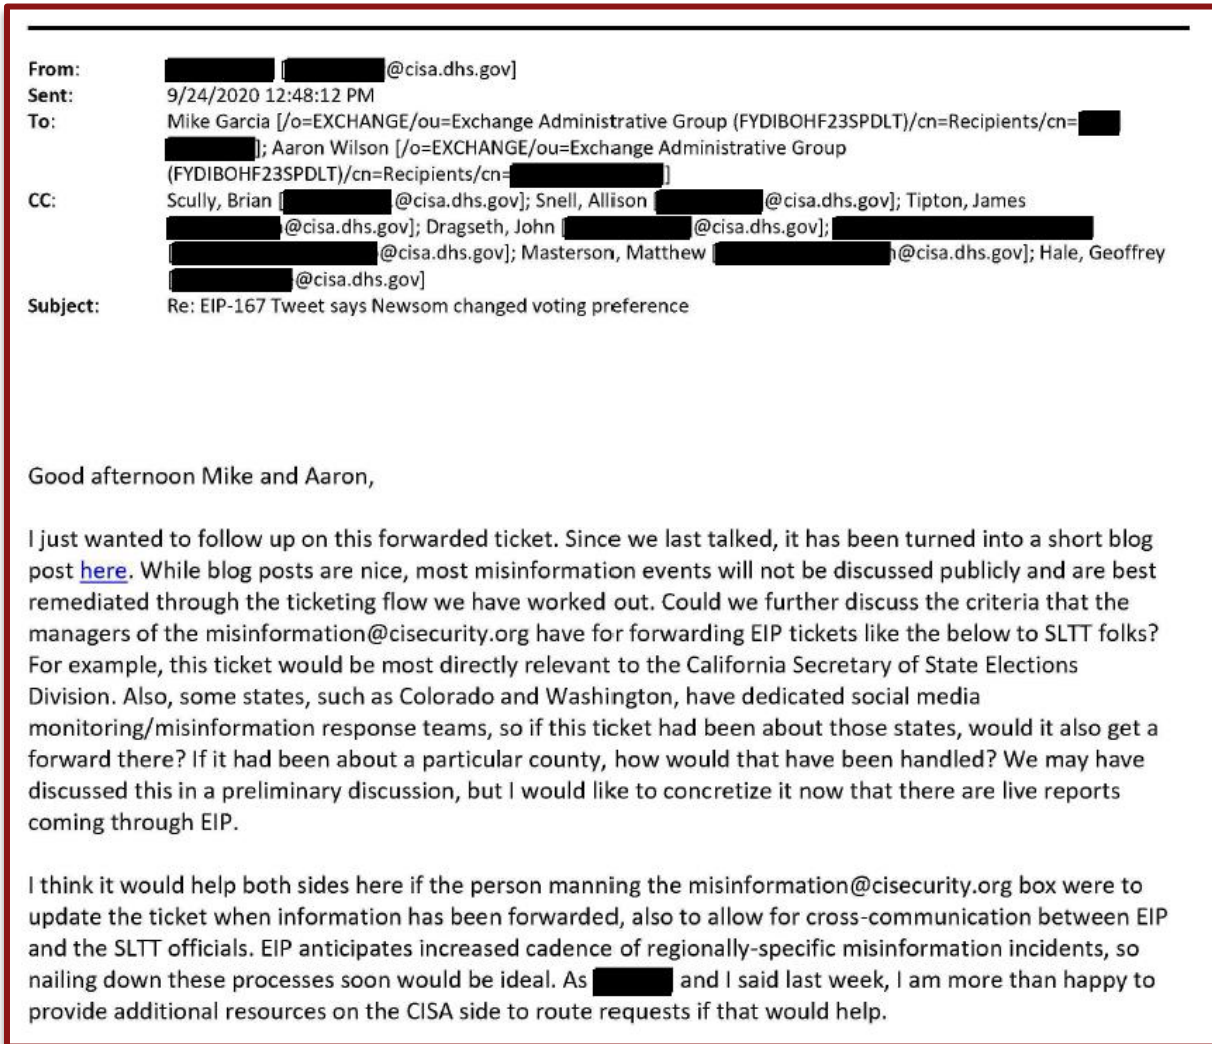 From: [ @cisa.dhs.gov]
Sent: 9/24/2020 12:48:12 PM
To: Mike Garcia [/o=EXCHANGE/ou=Exchange Administrative Group (FYDIBOHF23SPDLT)/cn=Recipients/cn=
]; Aaron Wilson [/o=EXCHANGE/ou=Exchange Administrative Group
(FYDIBOHF23SPDLT)/cn=Recipients/cn= ]
CC: Scully, Brian [ @cisa.dhs.gov]; Snell, Allison [ @cisa.dhs.gov]; Tipton, James
@cisa.dhs.gov]; Dragseth, John [ @cisa.dhs.gov];
[ @cisa.dhs.gov]; Masterson, Matthew [ @cisa.dhs.gov]; Hale, Geoffrey
[ @cisa.dhs.gov]
Subject: Re: EIP-167 Tweet says Newsom changed voting preference
Good afternoon Mike and Aaron,
I just wanted to follow up on this forwarded ticket. Since we last talked, it has been turned into a short blog
post here. While blog posts are nice, most misinformation events will not be discussed publicly and are best
remediated through the ticketing flow we have worked out. Could we further discuss the criteria that the
managers of the misinformation@cisecurity.org have for forwarding EIP tickets like the below to SLTT folks?
For example, this ticket would be most directly relevant to the California Secretary of State Elections
Division. Also, some states, such as Colorado and Washington, have dedicated social media
monitoring/misinformation response teams, so if this ticket had been about those states, would it also get a
forward there? If it had been about a particular county, how would that have been handled? We may have
discussed this in a preliminary discussion, but I would like to concretize it now that there are live reports
coming through EIP.
I think it would help both sides here if the person manning the misinformation@cisecurity.org box were to
update the ticket when information has been forwarded, also to allow for cross-communication between EIP
and the SLTT officials. EIP anticipates increased cadence of regionally-specific misinformation incidents, so
nailing down these processes soon would be ideal. As and I said last week, I am more than happy to
provide additional resources on the CISA side to route requests if that would help.